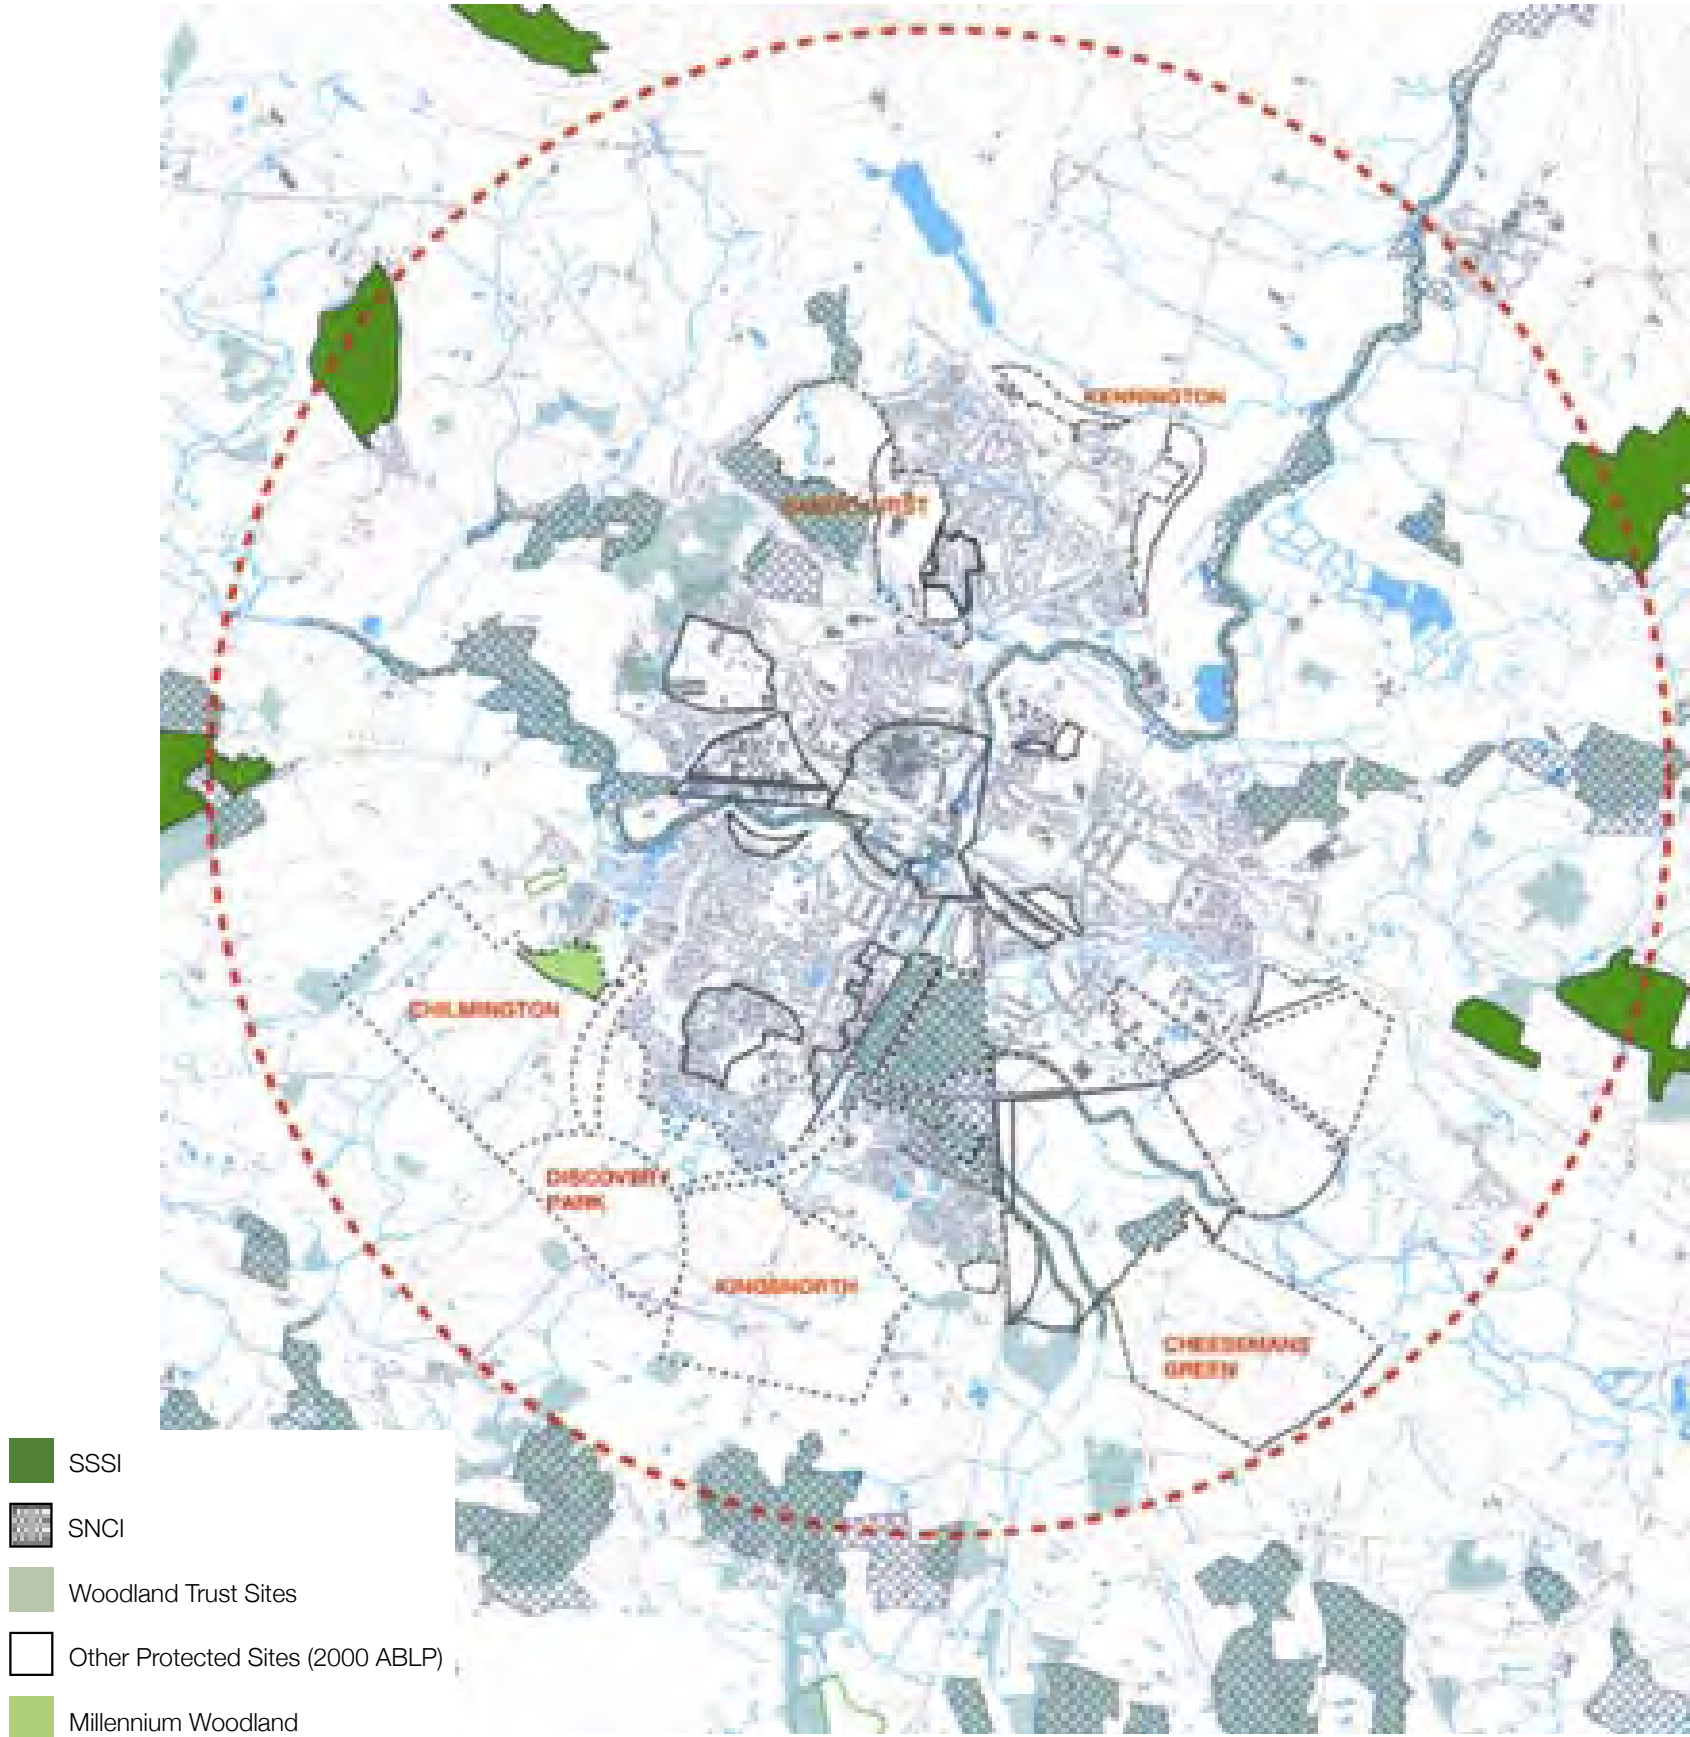 KENNINGTON
CHILMINGTON
DISCOVERY
PARK
KINGSNORTH
CHEESEMANS
GREEN
SSSI
SNCI
Woodland Trust Sites
Other Protected Sites (2000 ABLP)
Millennium Woodland